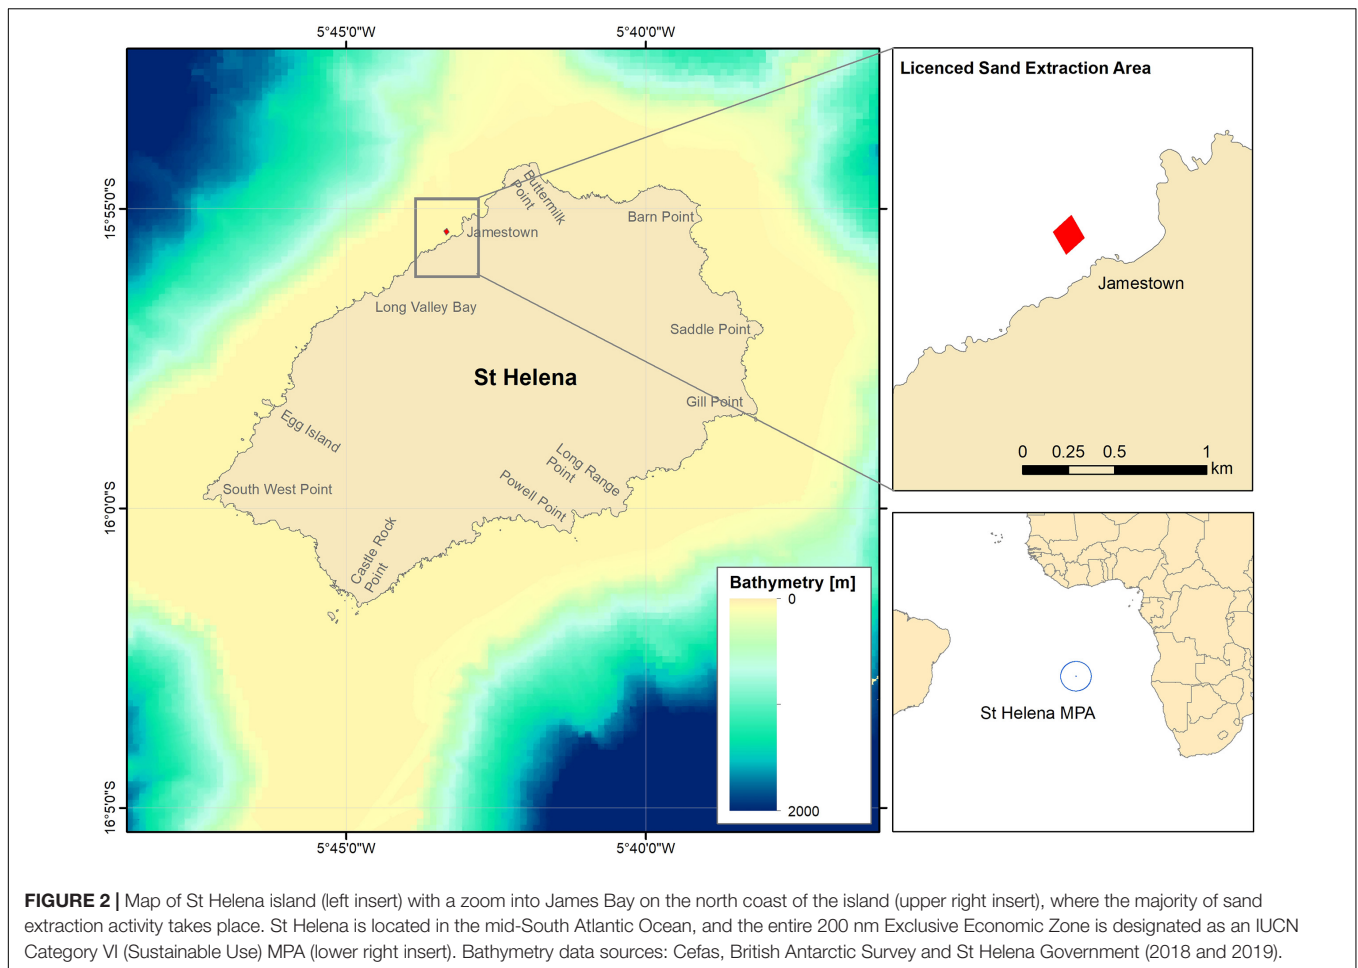 5°45'0"W
5°40'0"W
Licenced Sand Extraction Area
15°55'0"S
Buttermilk
Point
Barn Point
Jamestown
Long Valley Bay
Saddle Point
St Helena
Gill Point
Egg Island
Long Range
Point
Powell Point
South West Point
Castle Rock
Point
16°0'0"S
16°5'0"S
Bathymetry [m]
0
2000
5°45'0"W
5°40'0"W
Jamestown
0 0.25 0.5 1
km
St Helena MPA
FIGURE 2 | Map of St Helena island (left insert) with a zoom into James Bay on the north coast of the island (upper right insert), where the majority of sand
extraction activity takes place. St Helena is located in the mid-South Atlantic Ocean, and the entire 200 nm Exclusive Economic Zone is designated as an IUCN
Category VI (Sustainable Use) MPA (lower right insert). Bathymetry data sources: Cefas, British Antarctic Survey and St Helena Government (2018 and 2019).